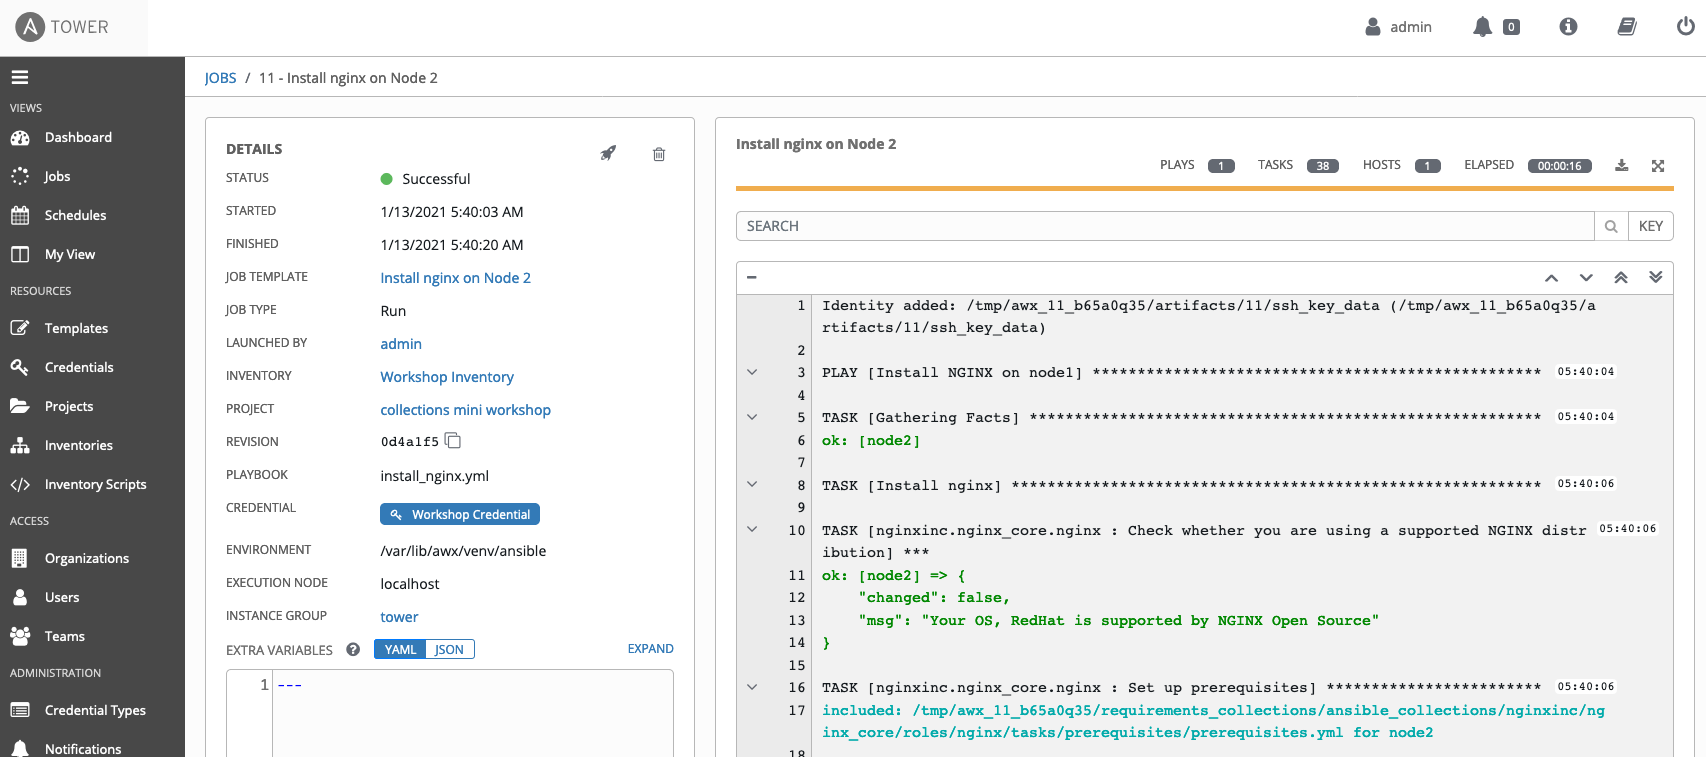 TOWER
admin
0
VIEWS
Dashboard
Jobs
Schedules
My View
RESOURCES
Templates
Credentials
Projects
Inventories
Inventory Scripts
ACCESS
Organizations
Users
Teams
ADMINISTRATION
Credential Types
Notifications
JOBS / 11 - Install nginx on Node 2
DETAILS
STATUS Successful
STARTED 1/13/2021 5:40:03 AM
FINISHED 1/13/2021 5:40:20 AM
JOB TEMPLATE Install nginx on Node 2
JOB TYPE Run
LAUNCHED BY admin
INVENTORY Workshop Inventory
PROJECT collections mini workshop
REVISION 0d4a1f5
PLAYBOOK install_nginx.yml
CREDENTIAL Workshop Credential
ENVIRONMENT /var/lib/awx/venv/ansible
EXECUTION NODE localhost
INSTANCE GROUP tower
EXTRA VARIABLES ? YAML JSON EXPAND
1 ---
Install nginx on Node 2
PLAYS 1 TASKS 38 HOSTS 1 ELAPSED 00:00:16
SEARCH KEY
1 Identity added: /tmp/awx_11_b65a0q35/artifacts/11/ssh_key_data (/tmp/awx_11_b65a0q35/a
rtifacts/11/ssh_key_data)
2
3 PLAY [Install NGINX on node1] ************************************************** 05:40:04
4
5 TASK [Gathering Facts] ********************************************************* 05:40:04
6 ok: [node2]
7
8 TASK [Install nginx] *********************************************************** 05:40:06
9
10 TASK [nginxinc.nginx_core.nginx : Check whether you are using a supported NGINX distr 05:40:06
ibution] ***
11 ok: [node2] => {
12 "changed": false,
13 "msg": "Your OS, RedHat is supported by NGINX Open Source"
14 }
15
16 TASK [nginxinc.nginx_core.nginx : Set up prerequisites] ************************ 05:40:06
17 included: /tmp/awx_11_b65a0q35/requirements_collections/ansible_collections/nginxinc/ng
inx_core/roles/nginx/tasks/prerequisites/prerequisites.yml for node2
18